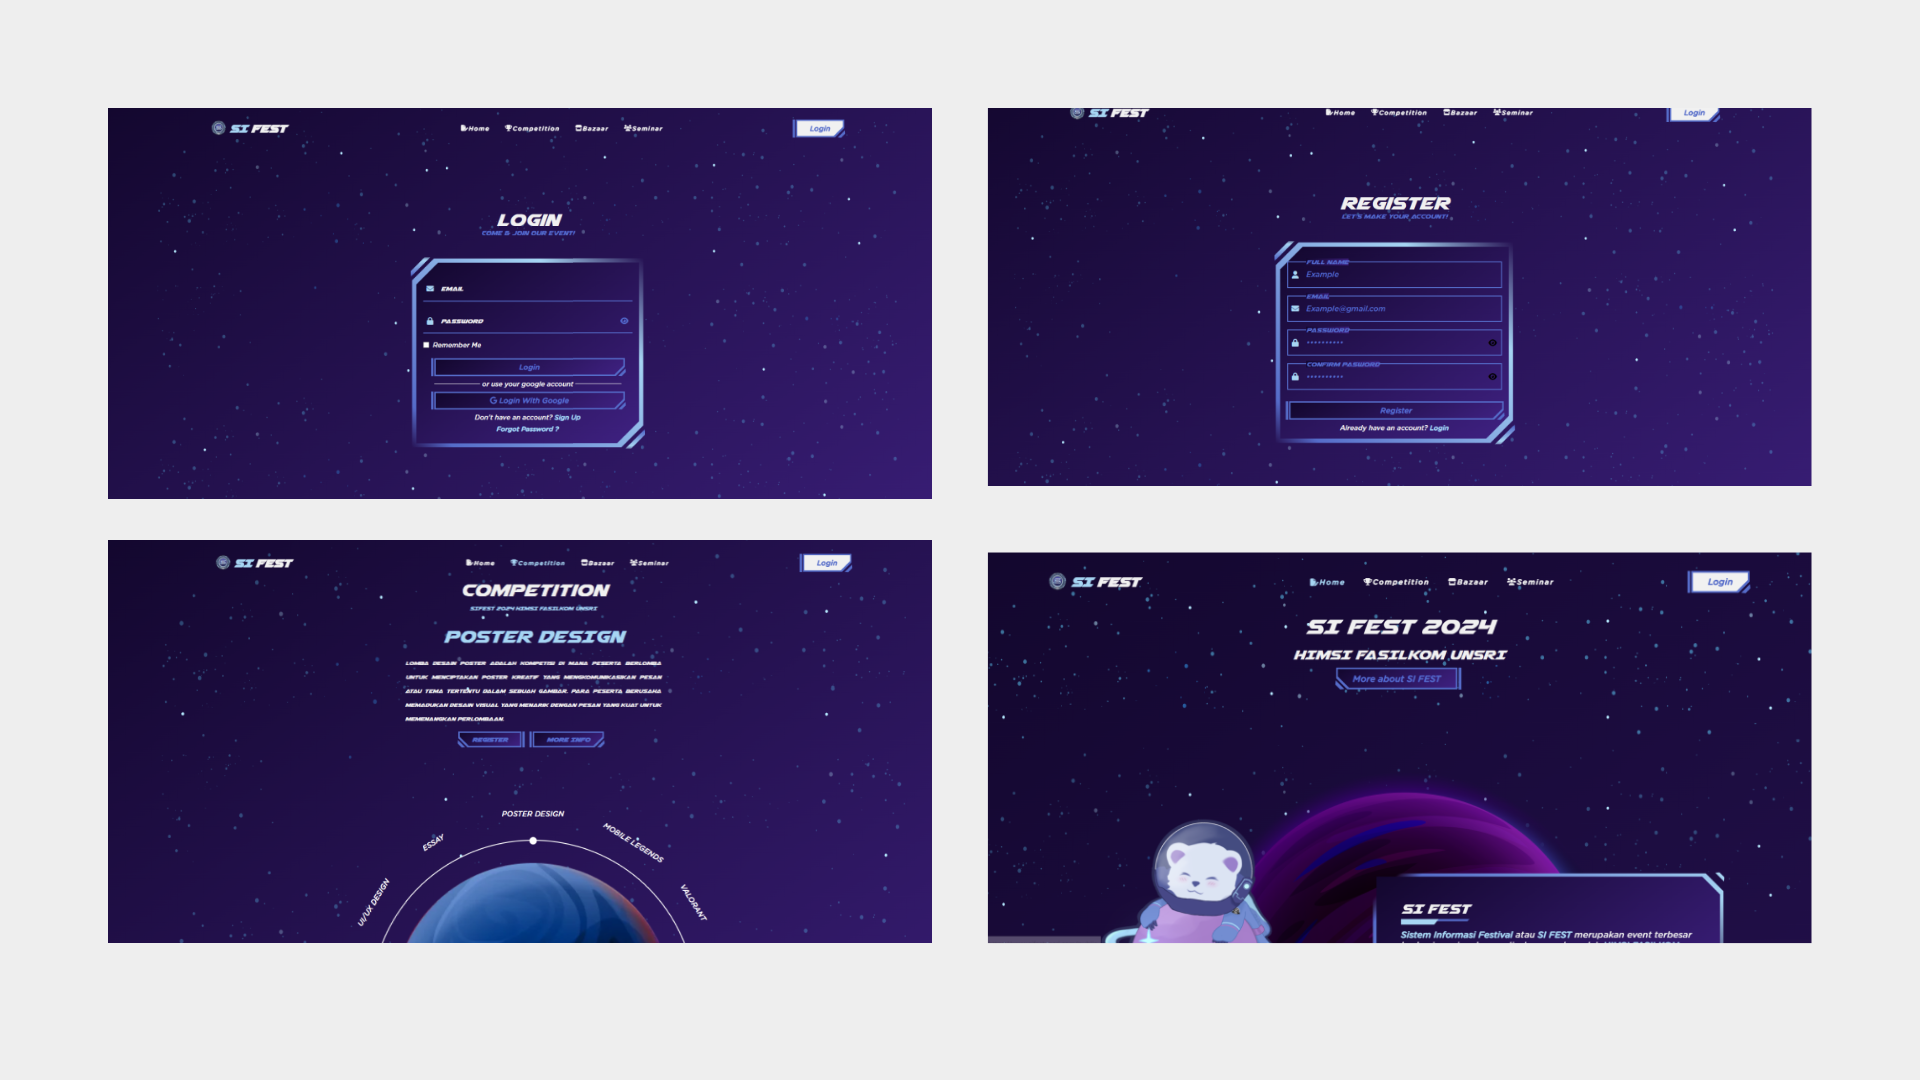 SI FEST
Home Competition Bazaar Seminar
Login
LOGIN
COME & JOIN OUR EVENT!
EMAIL
PASSWORD
Remember Me
Login
or use your google account
G Login With Google
Don't have an account? Sign Up
Forgot Password ?
SI FEST
Home Competition Bazaar Seminar
Login
REGISTER
LET'S MAKE YOUR ACCOUNT!
FULL NAME
Example
EMAIL
Example@gmail.com
PASSWORD
**********
CONFIRM PASWORD
**********
Register
Already have an account? Login
SI FEST
Home Competition Bazaar Seminar
Login
COMPETITION
SIFEST 2024 HIMSI FASILKOM UNSRI
POSTER DESIGN
LOMBA DESAIN POSTER ADALAH KOMPETISI DI MANA PESERTA BERLOMBA
UNTUK MENCIPTAKAN POSTER KREATIF YANG MENGKOMUNIKASIKAN PESAN
ATAU TEMA TERTENTU DALAM SEBUAH GAMBAR. PARA PESERTA BERUSAHA
MEMADUKAN DESAIN VISUAL YANG MENARIK DENGAN PESAN YANG KUAT UNTUK
MEMENANGKAN PERLOMBAAN.
REGISTER MORE INFO
UI/UX DESIGN
ESSAY
POSTER DESIGN
MOBILE LEGENDS
VALORANT
SI FEST
Home Competition Bazaar Seminar
Login
SI FEST 2024
HIMSI FASILKOM UNSRI
More about SI FEST
SI FEST
Sistem Informasi Festival atau SI FEST merupakan event terbesar